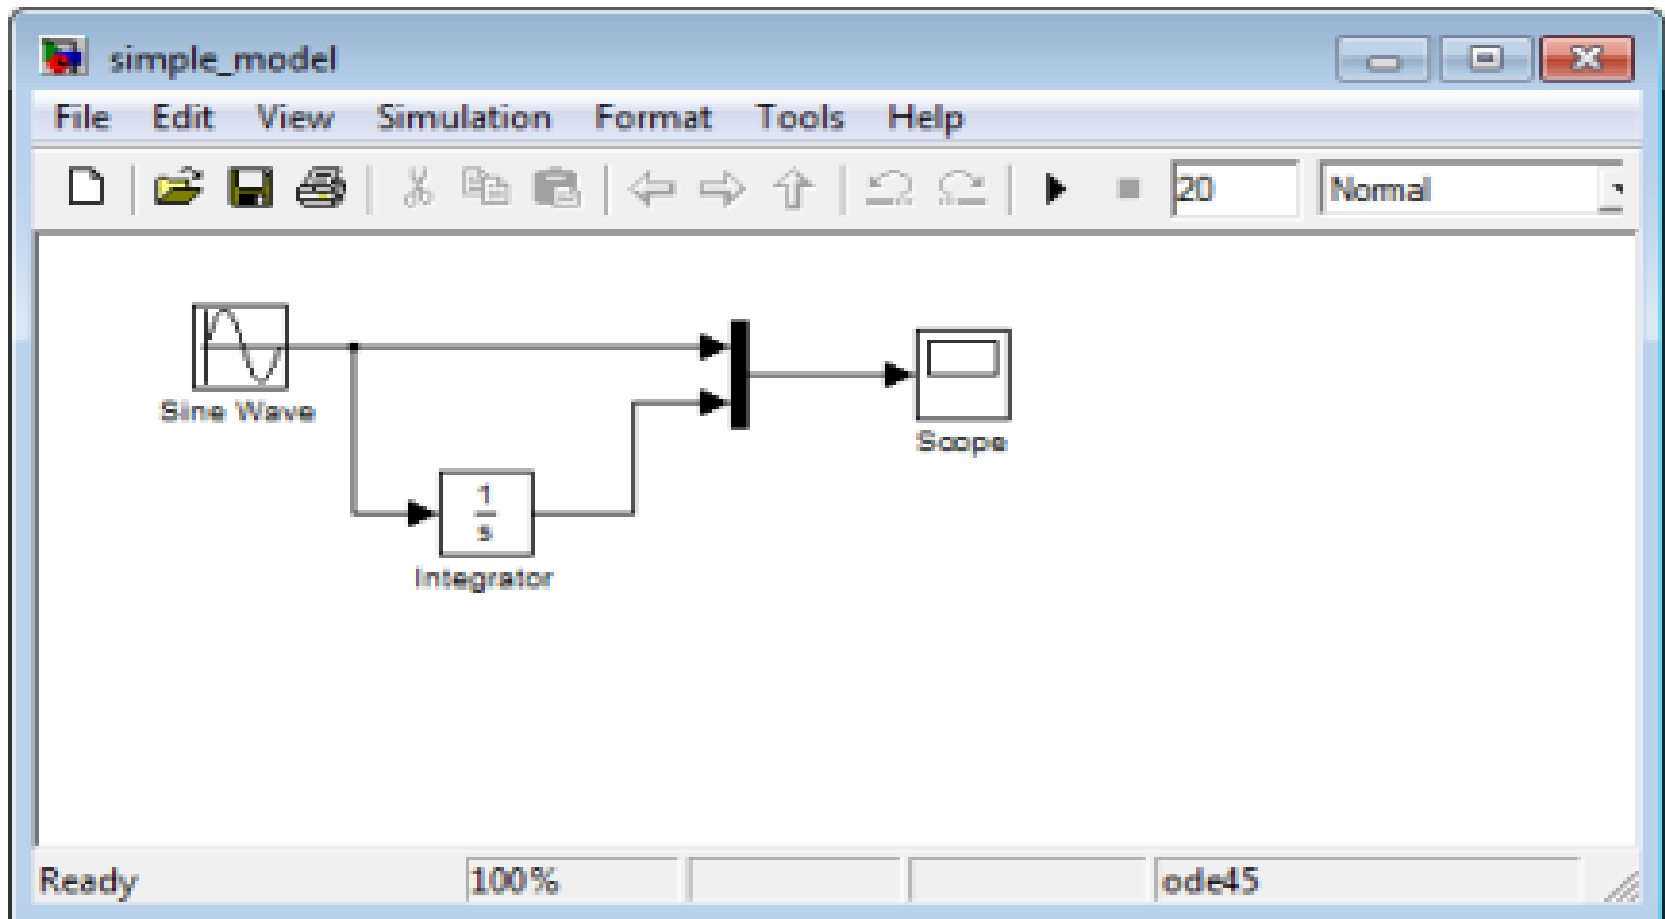 simple_model
File Edit View Simulation Format Tools Help
20 Normal
Sine Wave
Scope
1
s
Integrator
Ready 100% ode45